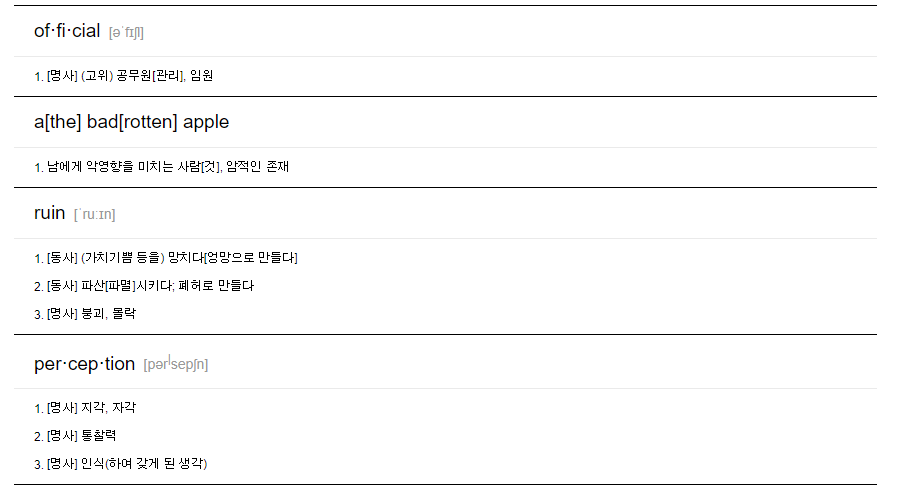 of·fi·cial [əˈfɪʃl]
1. [명사] (고위) 공무원[관리], 임원
a[the] bad[rotten] apple
1. 남에게 악영향을 미치는 사람[것], 암적인 존재
ruin [ˈruːɪn]
1. [동사] (가치기쁨 등을) 망치다[엉망으로 만들다]
2. [동사] 파산[파멸]시키다; 폐허로 만들다
3. [명사] 붕괴, 몰락
per·cep·tion [pərˈsepʃn]
1. [명사] 지각, 자각
2. [명사] 통찰력
3. [명사] 인식(하여 갖게 된 생각)